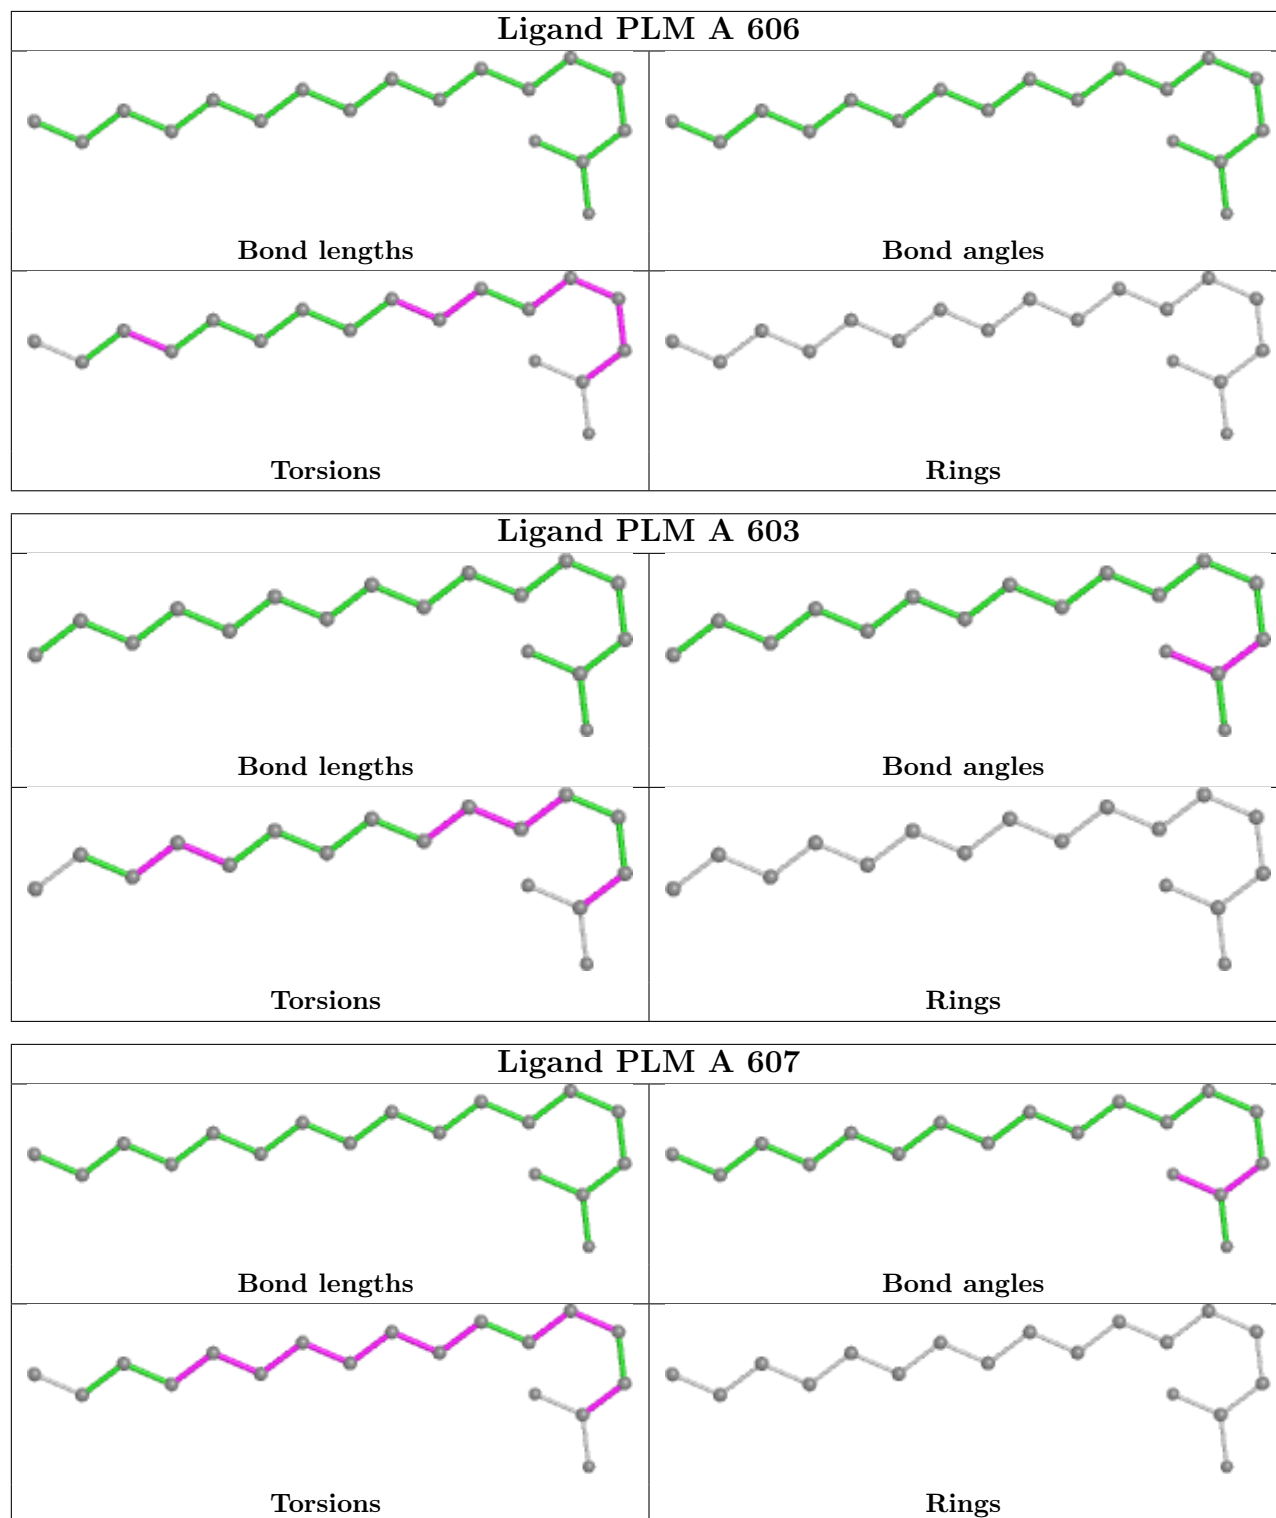 Ligand PLM A 606
Bond lengths
Bond angles
Torsions
Rings
Ligand PLM A 603
Bond lengths
Bond angles
Torsions
Rings
Ligand PLM A 607
Bond lengths
Bond angles
Torsions
Rings